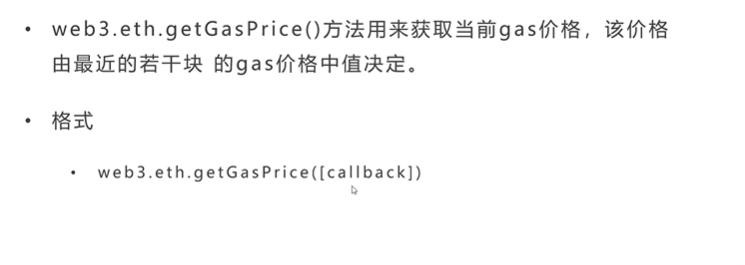 • web3.eth.getGasPrice()方法用来获取当前gas价格，该价格
由最近的若干块 的gas价格中值决定。
• 格式
• web3.eth.getGasPrice([callback])